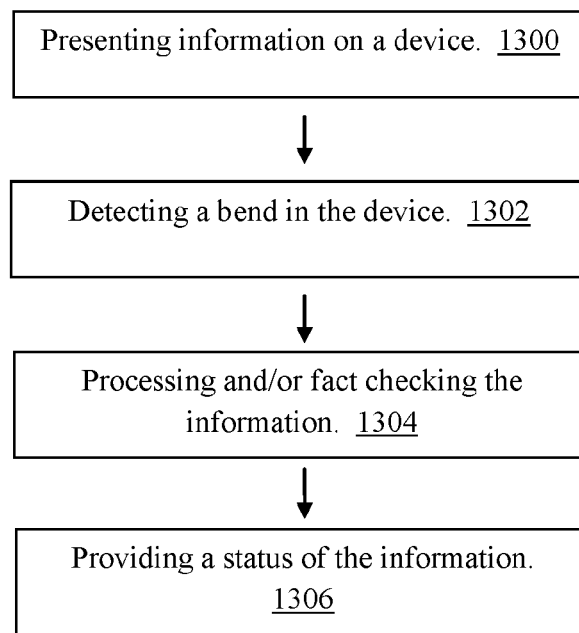 Presenting information on a device. 1300
Detecting a bend in the device. 1302
Processing and/or fact checking the
information. 1304
Providing a status of the information.
1306